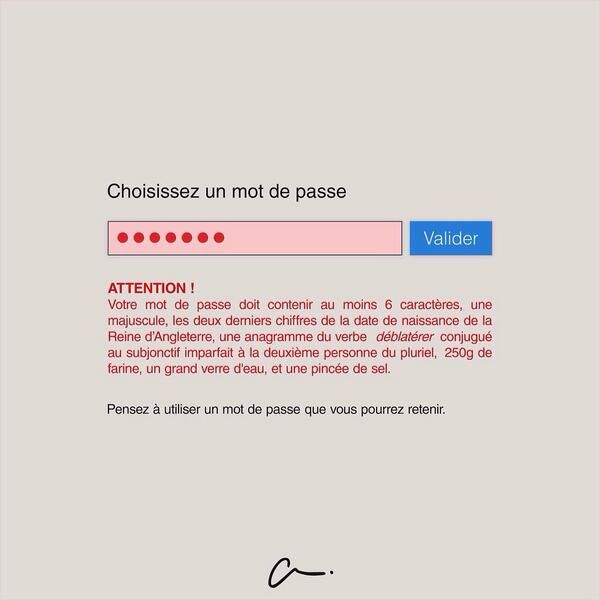 Choisissez un mot de passe
Valider
ATTENTION !
Votre mot de passe doit contenir au moins 6 caractères, une
majuscule, les deux derniers chiffres de la date de naissance de la
Reine d'Angleterre, une anagramme du verbe déblatérer conjugué
au subjonctif imparfait à la deuxième personne du pluriel, 250g de
farine, un grand verre d'eau, et une pincée de sel.
Pensez à utiliser un mot de passe que vous pourrez retenir.